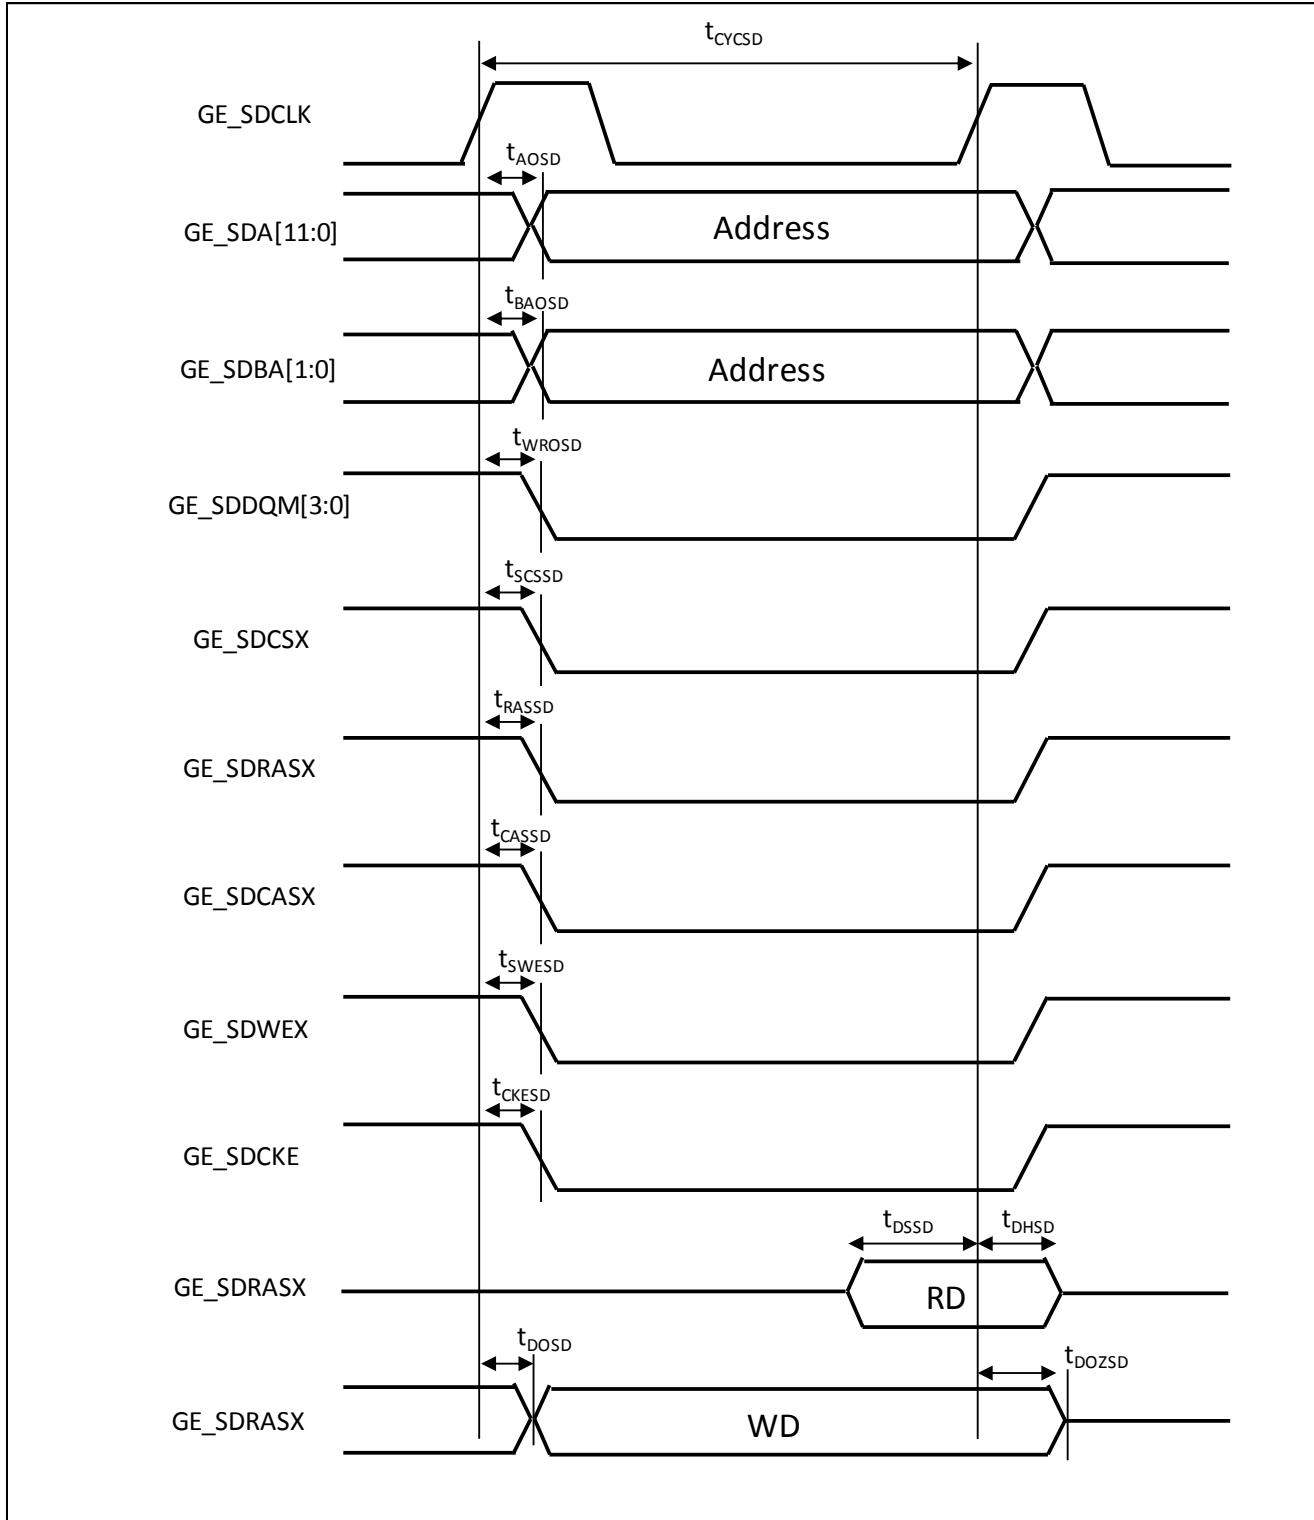 tCYCSD
GE_SDCLK
tAOSD
GE_SDA[11:0]
Address
tBAOSD
GE_SDBA[1:0]
Address
tWROSD
GE_SDDQM[3:0]
tSCSSD
GE_SDCSX
tRASSD
GE_SDRASX
tCASSD
GE_SDCASX
tSWESD
GE_SDWEX
tCKESD
GE_SDCKE
tDSSD
tDHSD
GE_SDRASX
RD
tDOSD
tDOZSD
GE_SDRASX
WD